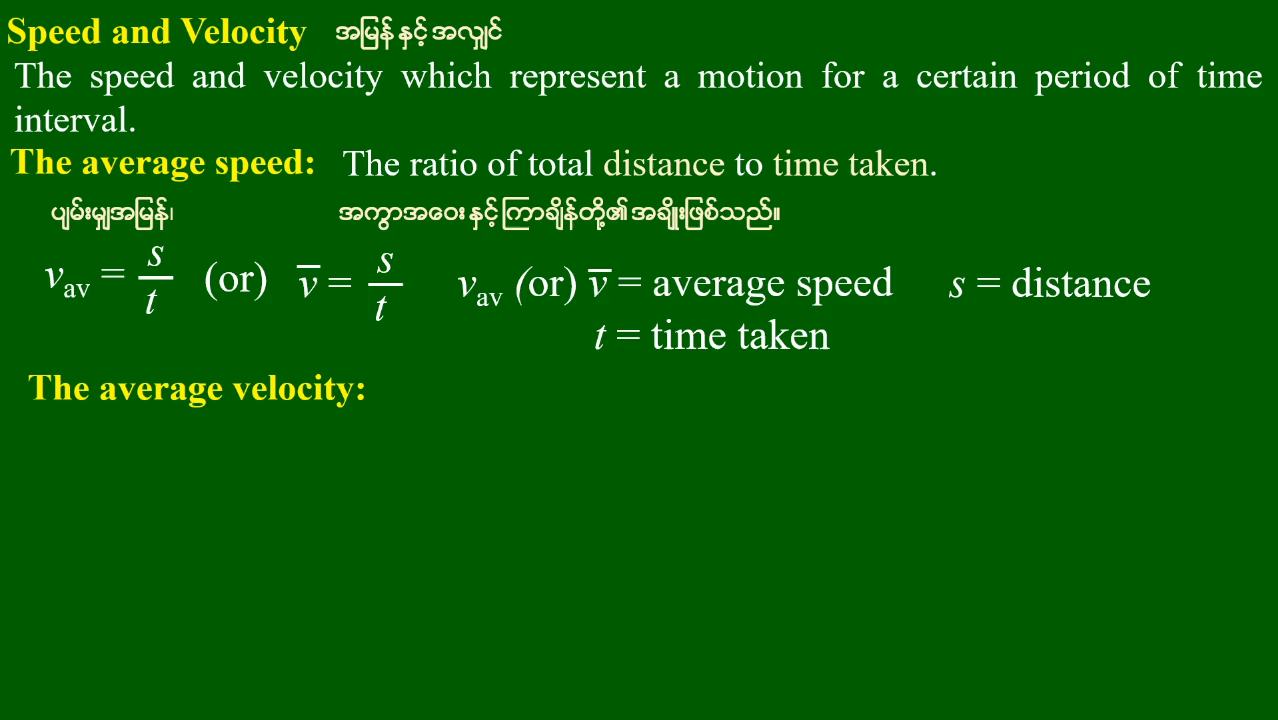 Speed and Velocity အမြန် နှင့် အလျှင်
The speed and velocity which represent a motion for a certain period of time
interval.
The average speed: The ratio of total distance to time taken.
ပျမ်းမျှအမြန်၊ အကွာအဝေး နှင့် ကြာချိန်တို့၏ အချိုးဖြစ်သည်။
v_av = s/t (or) v̅ = s/t v_av (or) v̅ = average speed s = distance
t = time taken
The average velocity: